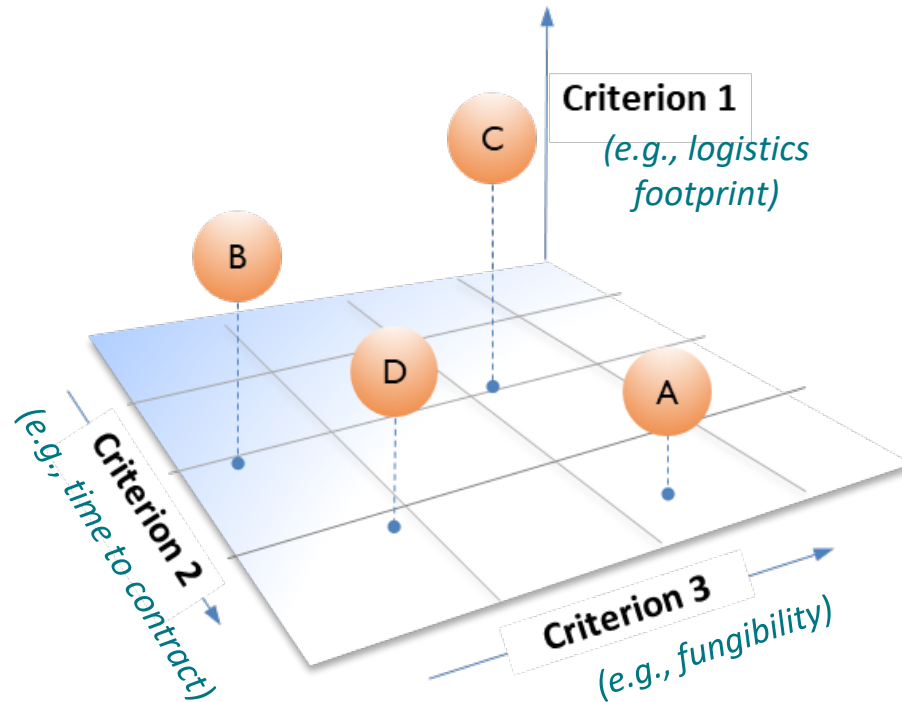 Criterion 1
(e.g., logistics
footprint)
C
B
D
A
Criterion 2
(e.g., time to contract)
Criterion 3
(e.g., fungibility)